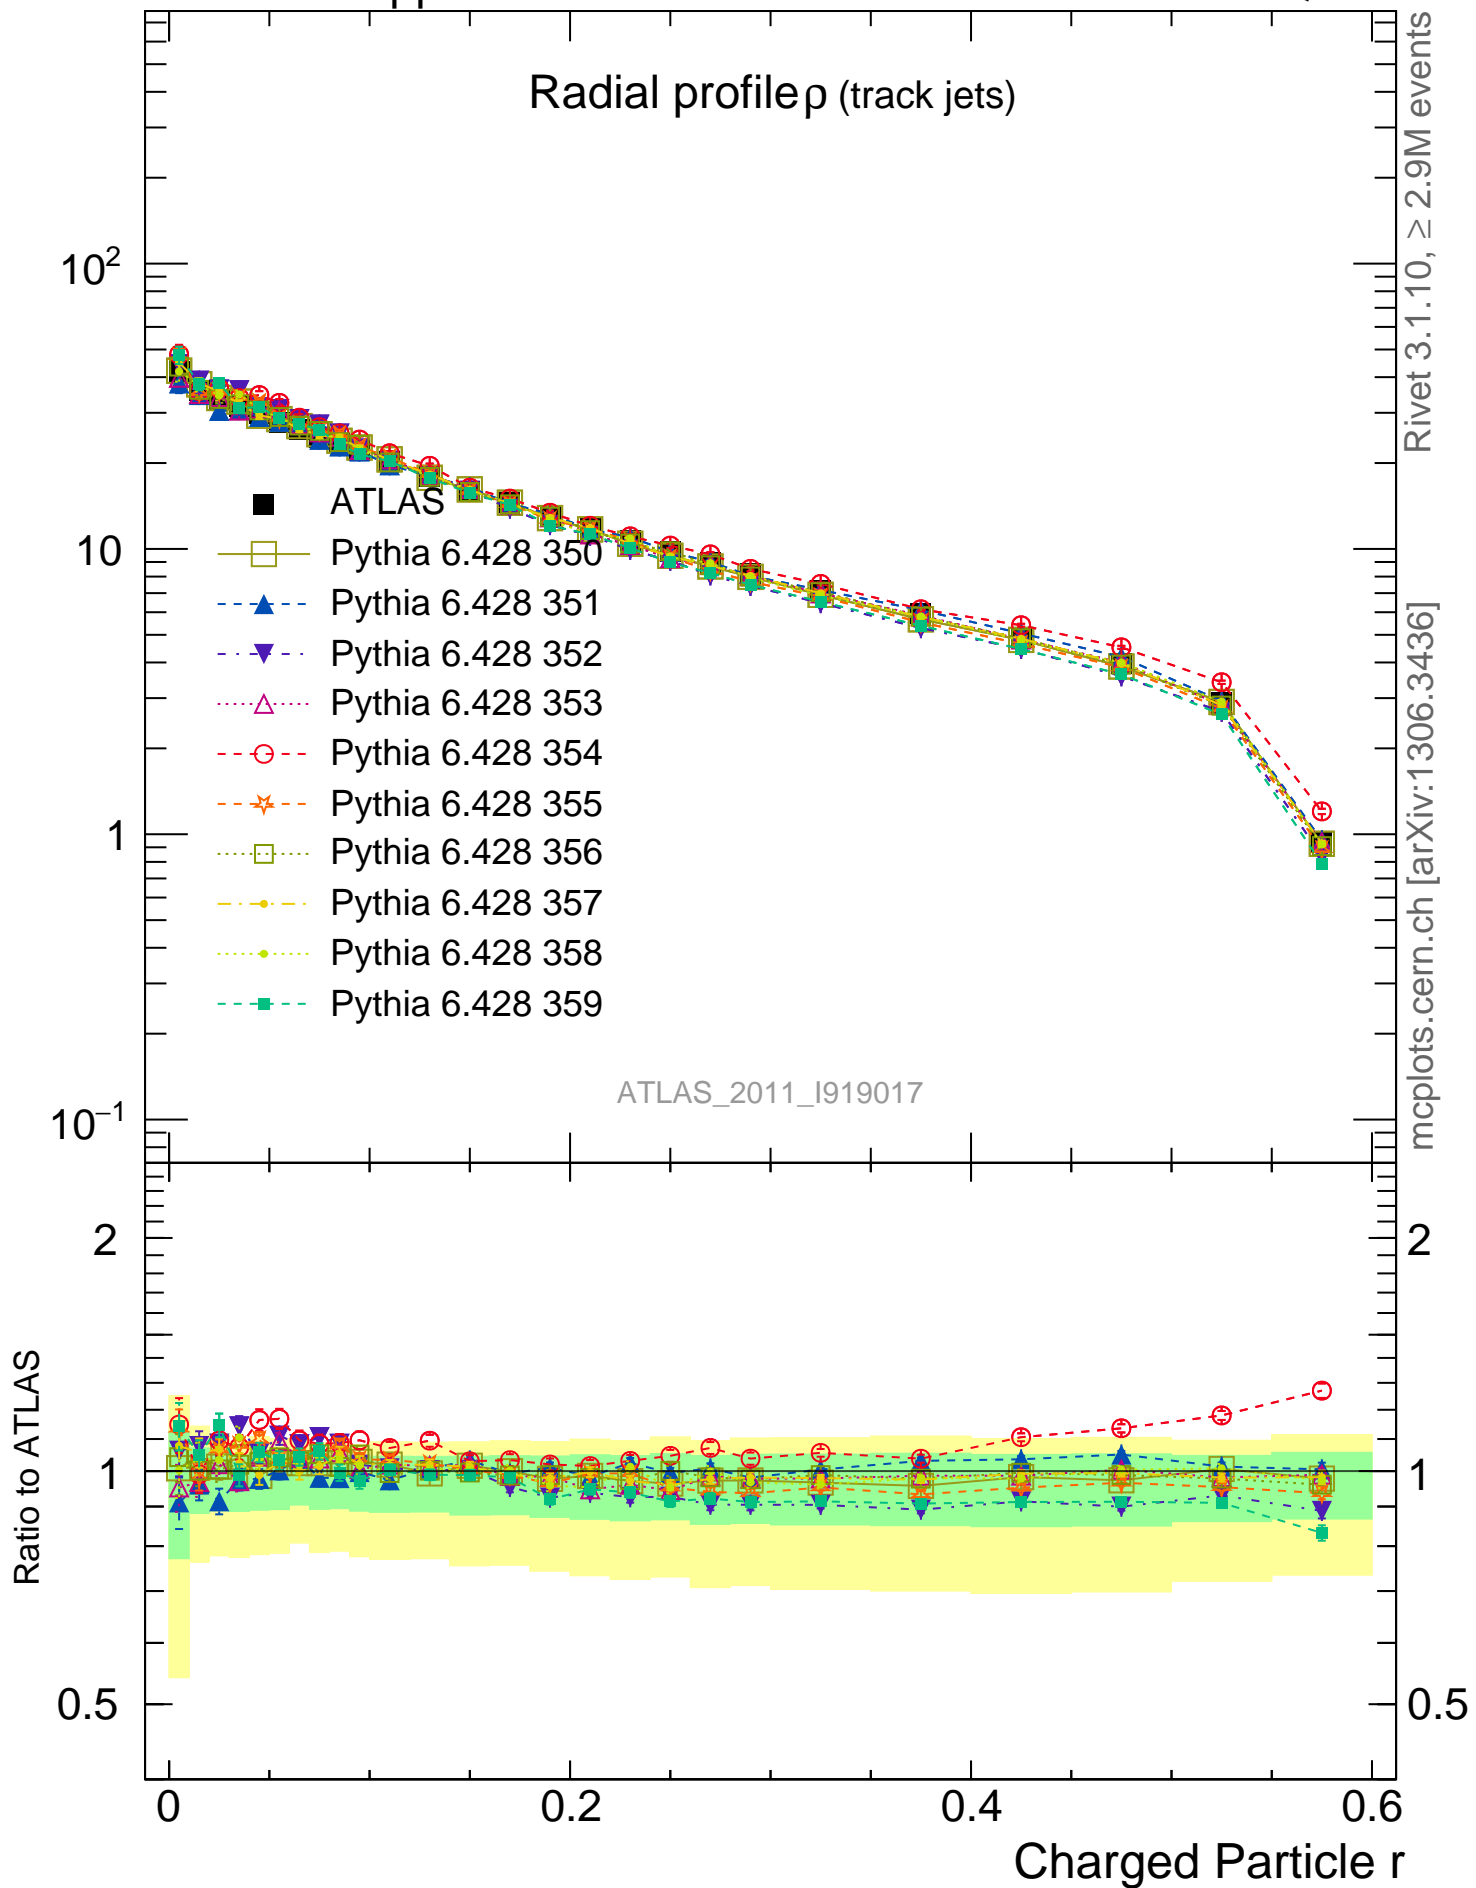 pp
Radial profile ρ (track jets)
10²
10
1
10⁻¹
ATLAS
Pythia 6.428 350
Pythia 6.428 351
Pythia 6.428 352
Pythia 6.428 353
Pythia 6.428 354
Pythia 6.428 355
Pythia 6.428 356
Pythia 6.428 357
Pythia 6.428 358
Pythia 6.428 359
ATLAS_2011_I919017
Rivet 3.1.10, ≥ 2.9M events
mcplots.cern.ch [arXiv:1306.3436]
Ratio to ATLAS
2
1
0.5
2
1
0.5
0 0.2 0.4 0.6
Charged Particle r